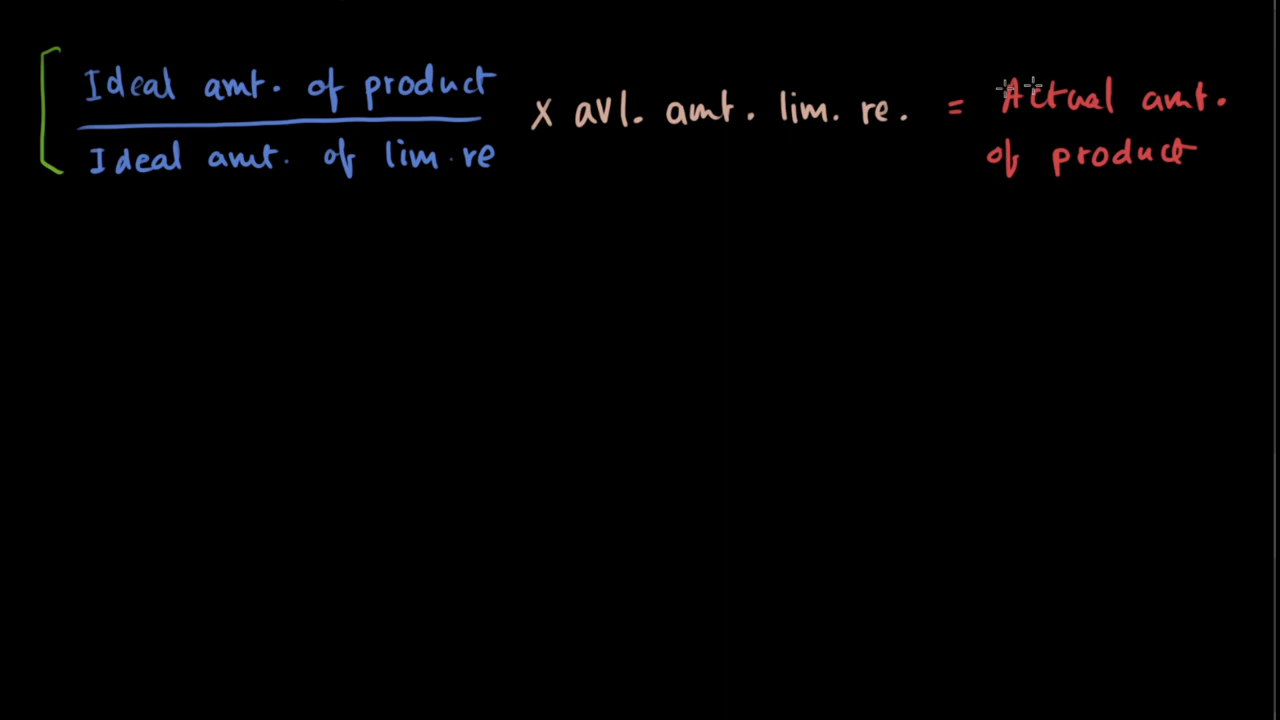 Ideal amt. of product
Ideal amt. of lim. re
x avl. amt. lim. re. = Actual amt.
of product